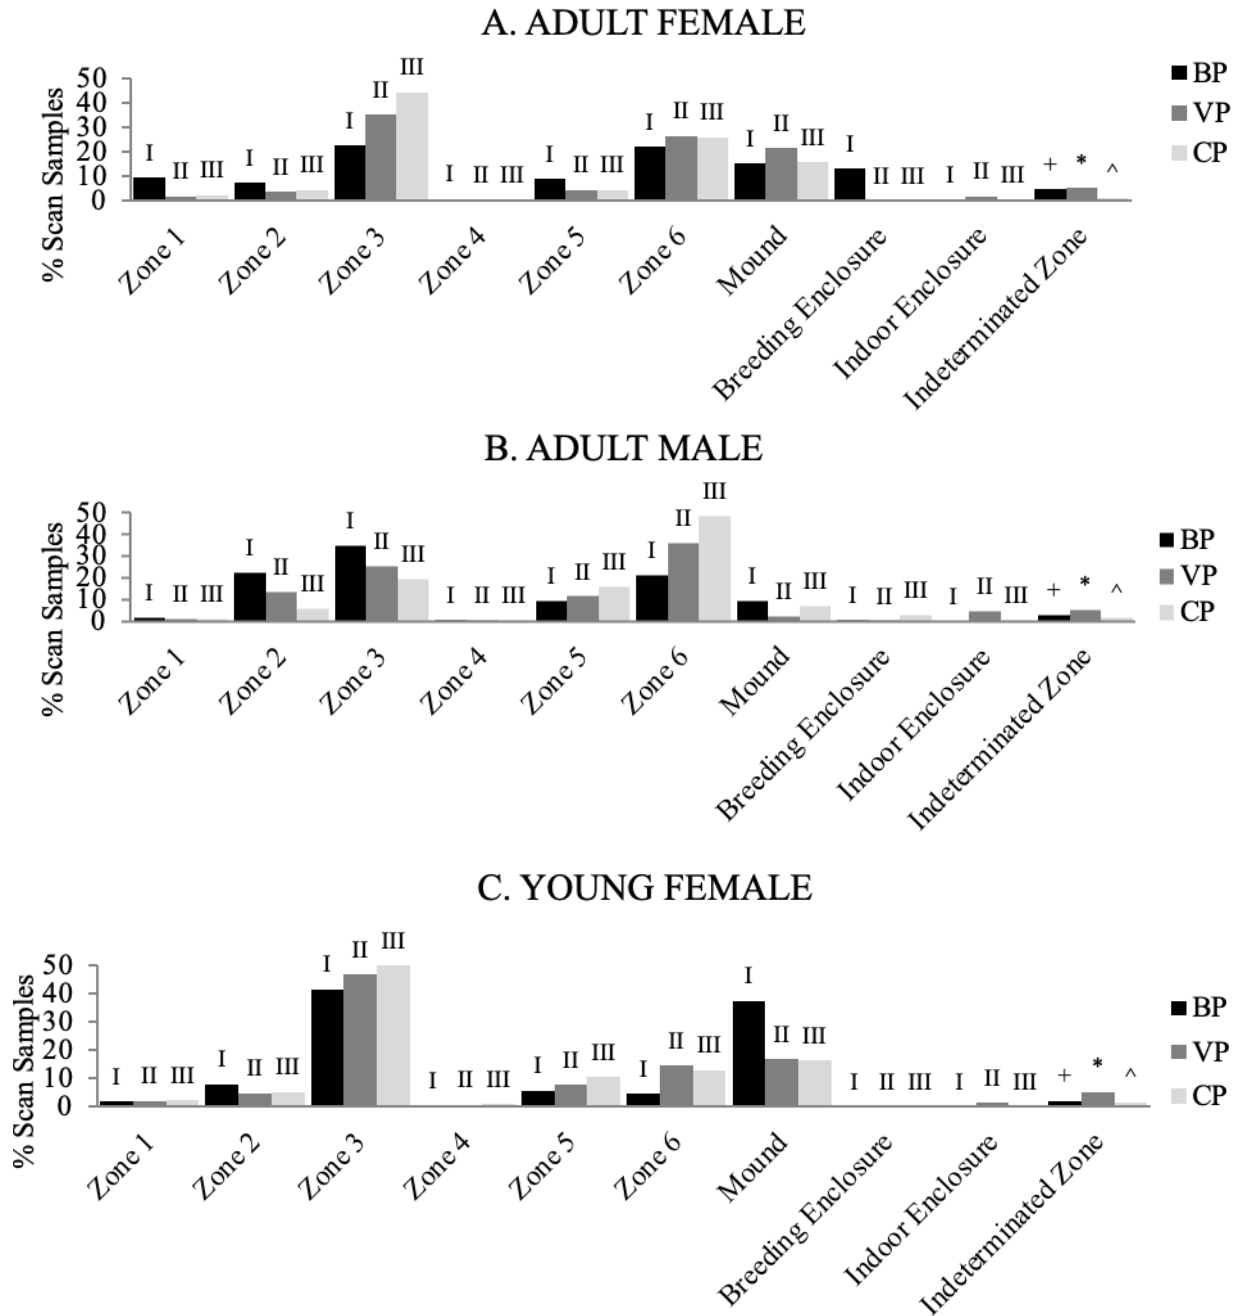 A. ADULT FEMALE
% Scan Samples
50
40
30
20
10
0
I II III
I II III
I II III
I II III
I II III
I II III
I II III
I II III
I II III
+ * ^
Zone 1
Zone 2
Zone 3
Zone 4
Zone 5
Zone 6
Mound
Breeding Enclosure
Indoor Enclosure
Indeterminated Zone
BP
VP
CP
B. ADULT MALE
% Scan Samples
50
40
30
20
10
0
I II III
I II III
I II III
I II III
I II III
I II III
I II III
I II III
I II III
+ * ^
Zone 1
Zone 2
Zone 3
Zone 4
Zone 5
Zone 6
Mound
Breeding Enclosure
Indoor Enclosure
Indeterminated Zone
BP
VP
CP
C. YOUNG FEMALE
% Scan Samples
50
40
30
20
10
0
I II III
I II III
I II III
I II III
I II III
I II III
I II III
I II III
I II III
+ * ^
Zone 1
Zone 2
Zone 3
Zone 4
Zone 5
Zone 6
Mound
Breeding Enclosure
Indoor Enclosure
Indeterminated Zone
BP
VP
CP